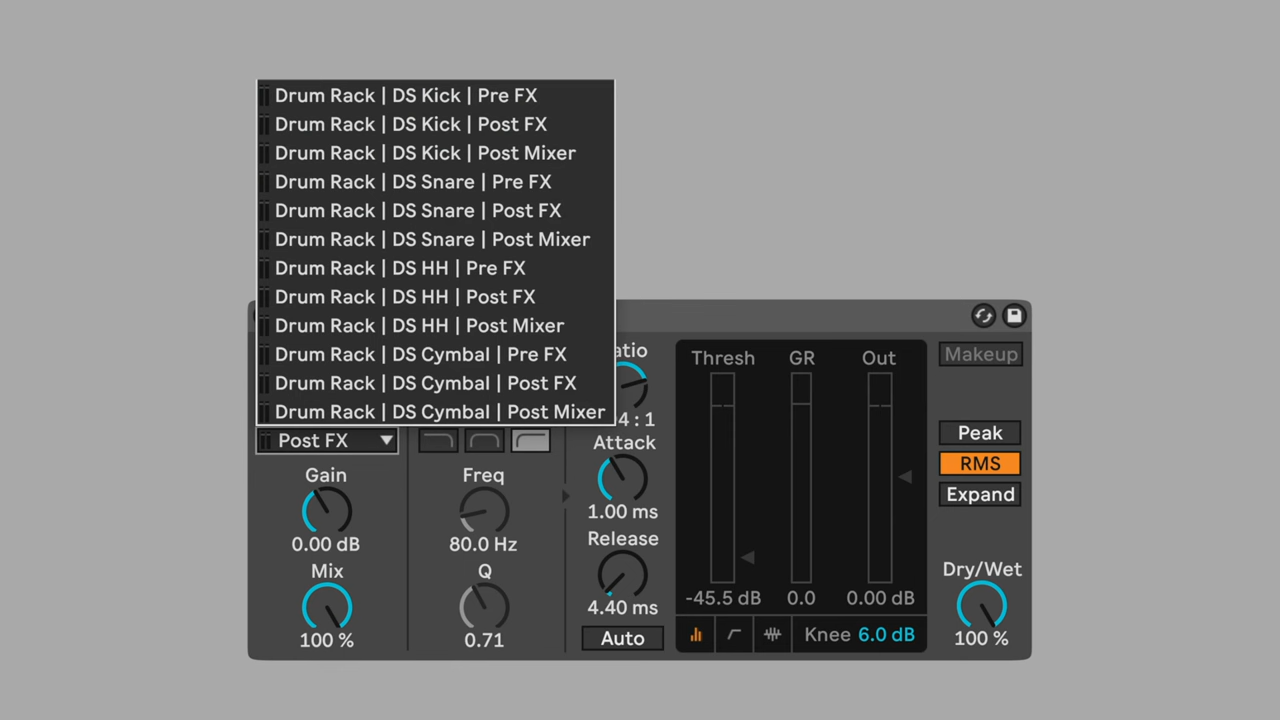 Drum Rack | DS Kick | Pre FX
Drum Rack | DS Kick | Post FX
Drum Rack | DS Kick | Post Mixer
Drum Rack | DS Snare | Pre FX
Drum Rack | DS Snare | Post FX
Drum Rack | DS Snare | Post Mixer
Drum Rack | DS HH | Pre FX
Drum Rack | DS HH | Post FX
Drum Rack | DS HH | Post Mixer
Drum Rack | DS Cymbal | Pre FX
Drum Rack | DS Cymbal | Post FX
Drum Rack | DS Cymbal | Post Mixer
Post FX
Gain
0.00 dB
Mix
100 %
Freq
80.0 Hz
Q
0.71
Attack
1.00 ms
Release
4.40 ms
Auto
Thresh
-45.5 dB
GR
0.0
Out
0.00 dB
Knee 6.0 dB
Makeup
Peak
RMS
Expand
Dry/Wet
100 %